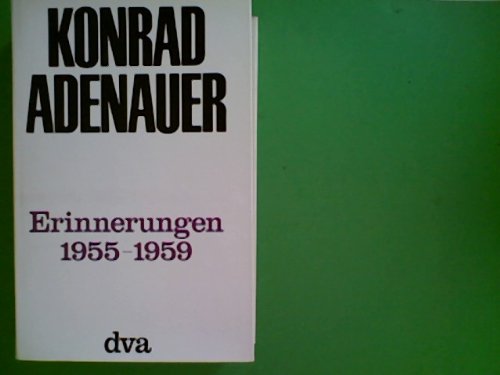 KONRAD
ADENAUER
Erinnerungen
1955-1959
dva